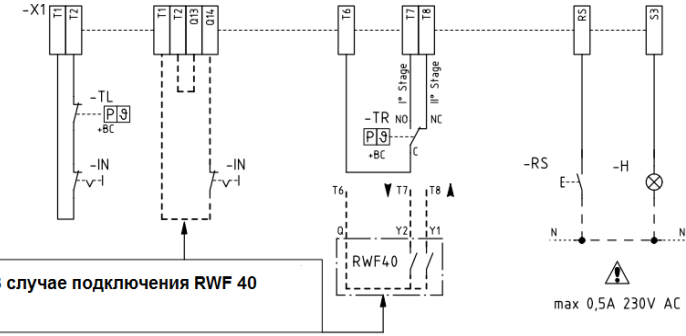 -X1
T1 T2 T1 T2 Q13 Q14 T6 T7 T8 RS S3
I° Stage II° Stage
-TL
P ϑ
+BC
-TR NO NC
P ϑ
+BC C
-IN -IN
-RS -H
E
T6 T7 T8
Q Y2 Y1
N N
RWF40
случае подключения RWF 40
max 0,5A 230V AC